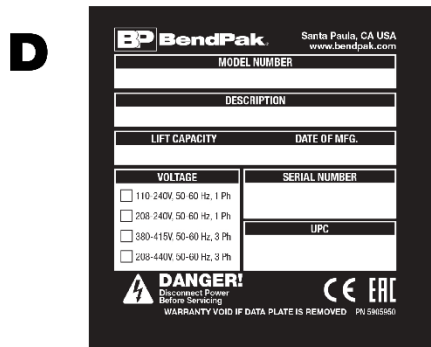 D
BP BendPak. Santa Paula, CA USA
www.bendpak.com
MODEL NUMBER
DESCRIPTION
LIFT CAPACITY DATE OF MFG.
VOLTAGE SERIAL NUMBER
110-240V, 50-60 Hz, 1 Ph
208-240V, 50-60 Hz, 1 Ph
380-415V, 50-60 Hz, 3 Ph UPC
208-440V, 50-60 Hz, 3 Ph
DANGER!
Disconnect Power
Before Servicing
CE EAC
WARRANTY VOID IF DATA PLATE IS REMOVED PN 5905950